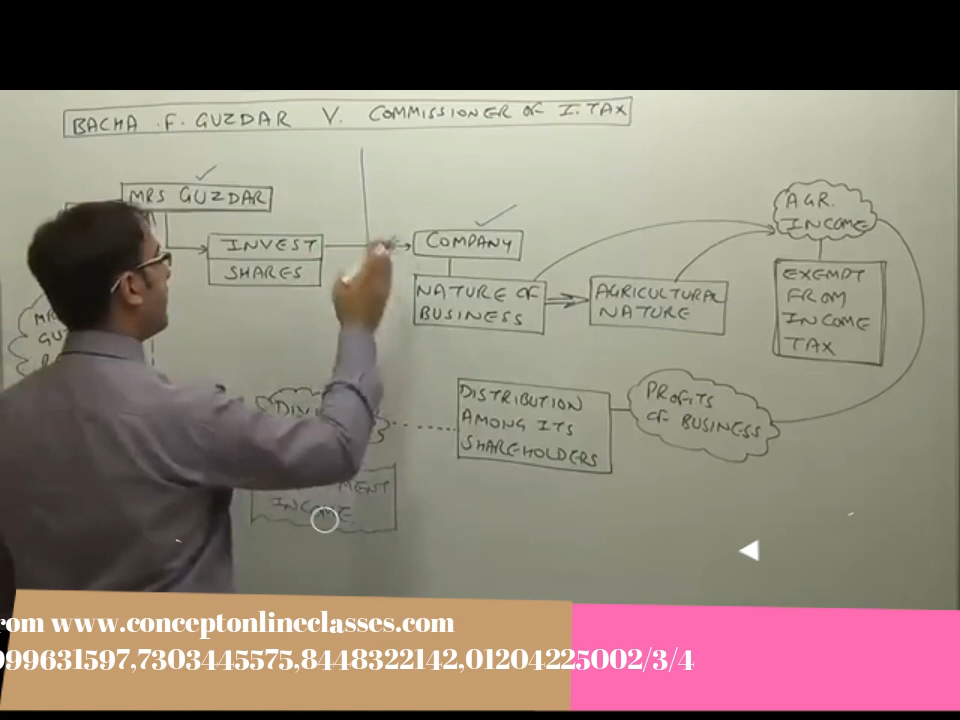 BACHA .F. GUZDAR V. COMMISSIONER OF I.TAX
MRS GUZDAR
INVEST
SHARES
COMPANY
NATURE OF
BUSINESS
AGRICULTURAL
NATURE
AGR.
INCOME
EXEMPT
FROM
INCOME
TAX
DISTRIBUTION
AMONG ITS
SHAREHOLDERS
PROFITS
OF BUSINESS
INCOME
rom www.conceptonlineclasses.com
999631597,7303445575,8448322142,01204225002/3/4